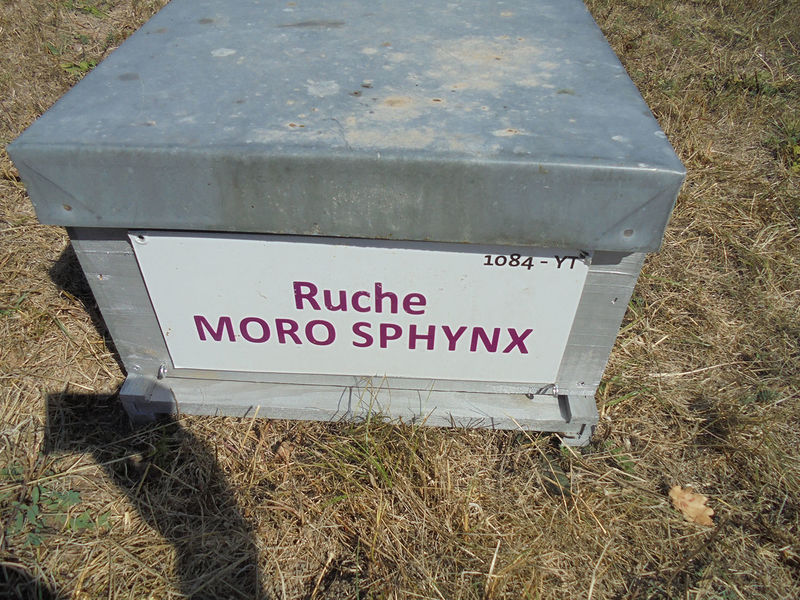 1084 - YT
Ruche
MORO SPHYNX